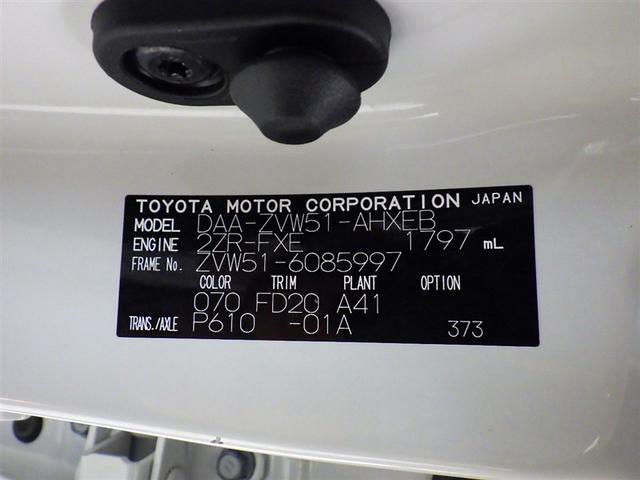 TOYOTA MOTOR CORPORATION JAPAN
MODEL DAA-ZVW51-AHXEB
ENGINE 2ZR-FXE 1797 mL
FRAME No. ZVW51-6085997
COLOR TRIM PLANT OPTION
070 FD20 A41
TRANS./AXLE P610 -01A 373